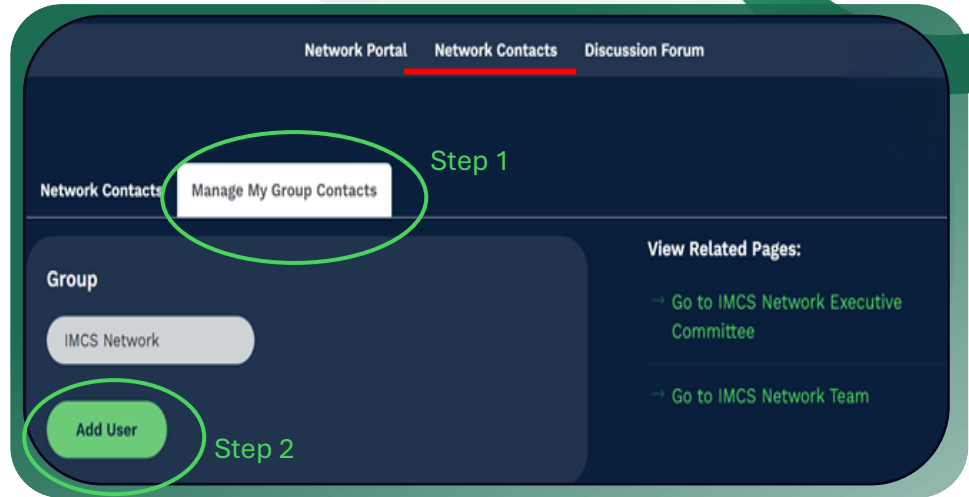 Network Portal Network Contacts Discussion Forum
Step 1
Network Contacts Manage My Group Contacts
View Related Pages:
Group
→ Go to IMCS Network Executive
Committee
IMCS Network
→ Go to IMCS Network Team
Add User
Step 2